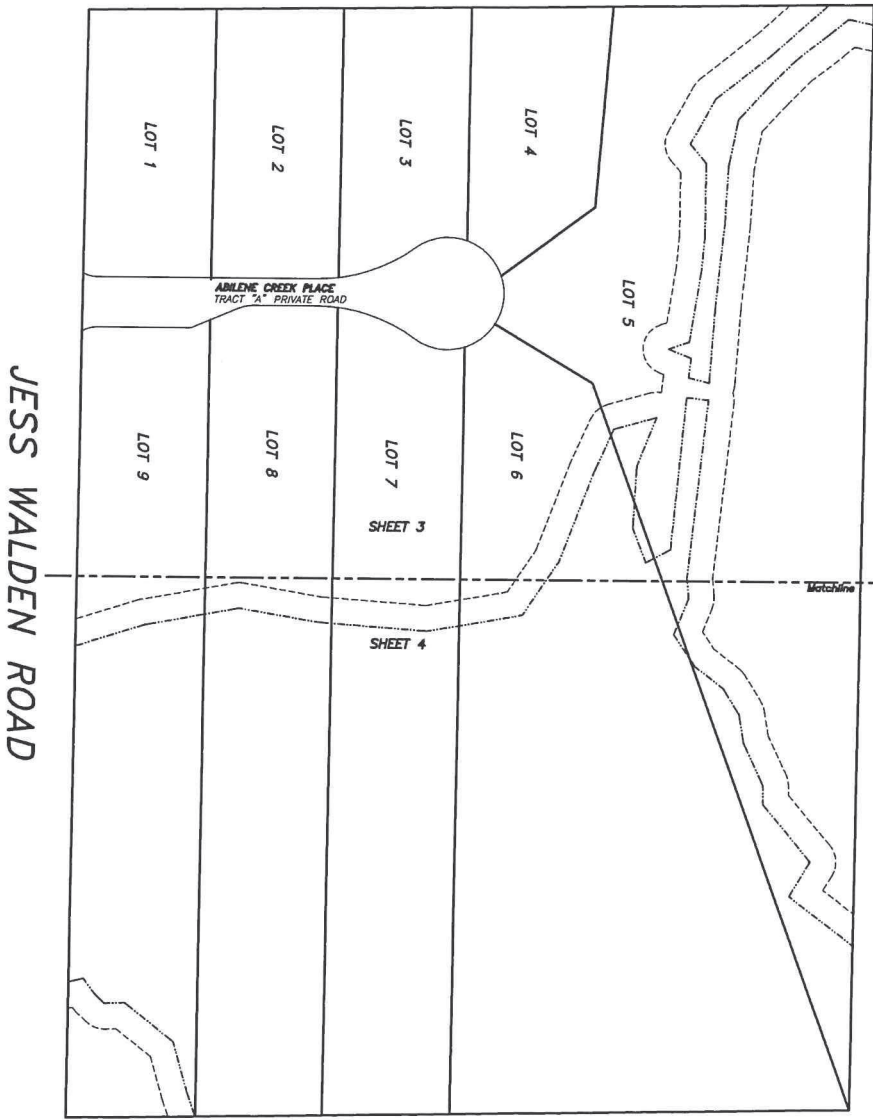 LOT 1
LOT 2
LOT 3
LOT 4
LOT 5
ABILENE CREEK PLACE
TRACT "A" PRIVATE ROAD
LOT 9
LOT 8
LOT 7
LOT 6
SHEET 3
Matchline
SHEET 4
JESS WALDEN ROAD